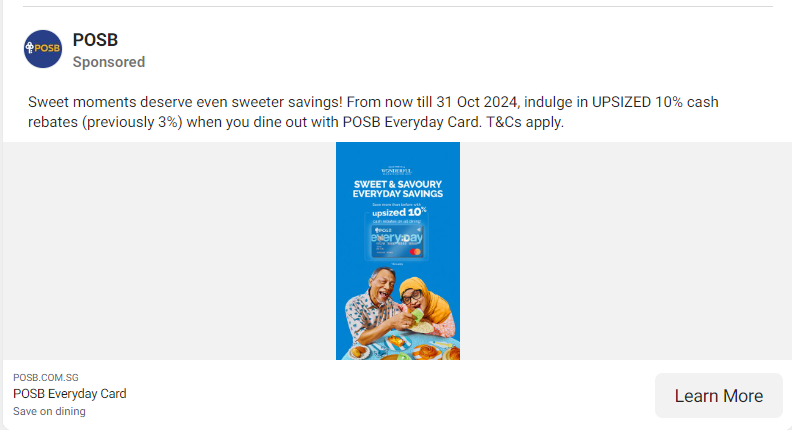 POSB
POSB
Sponsored
Sweet moments deserve even sweeter savings! From now till 31 Oct 2024, indulge in UPSIZED 10% cash
rebates (previously 3%) when you dine out with POSB Everyday Card. T&Cs apply.
WONDERFUL
SWEET & SAVOURY
EVERYDAY SAVINGS
upsized 10%
POSB
everyday
POSB.COM.SG
POSB Everyday Card
Save on dining
Learn More